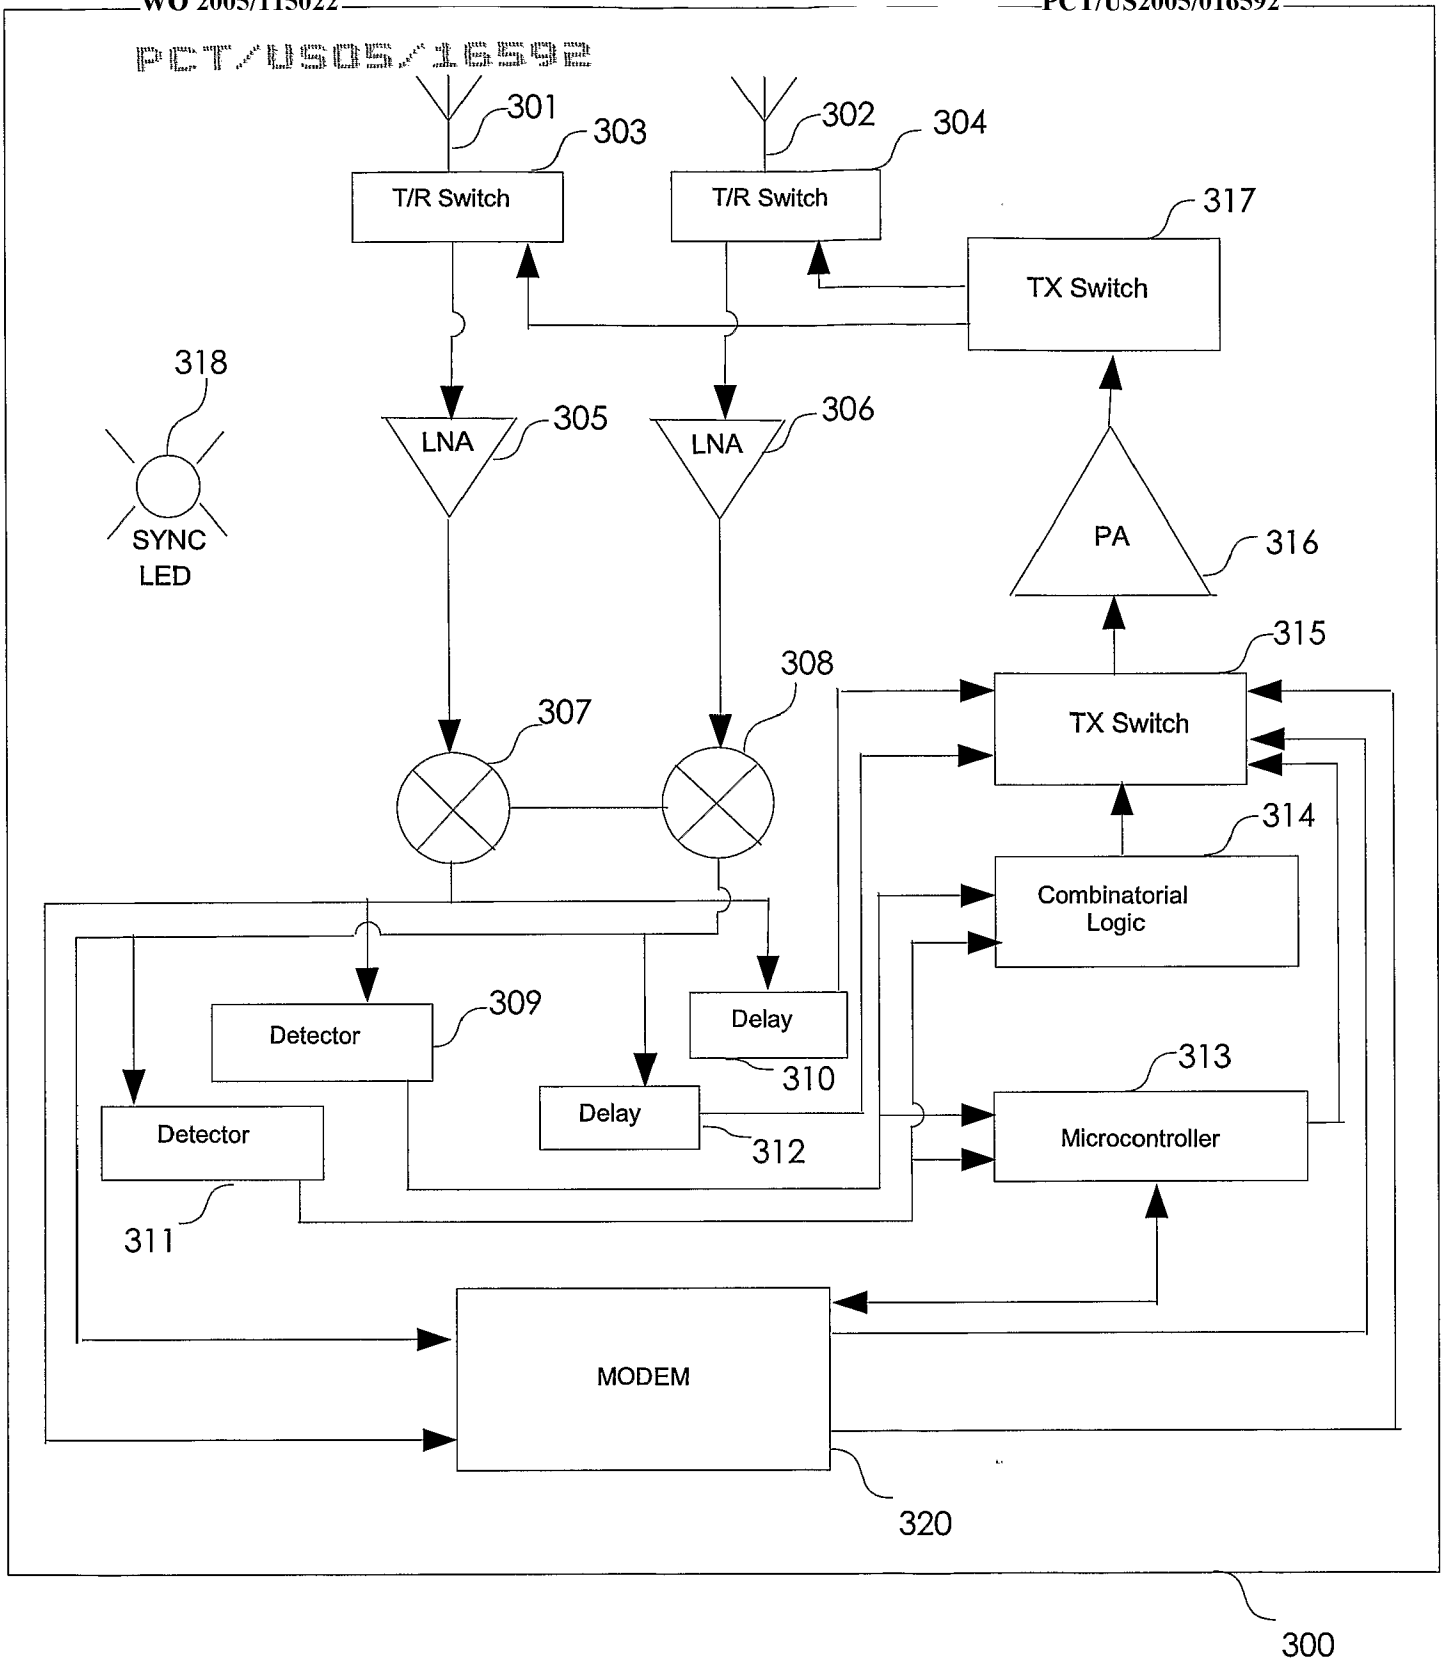 WO 2005/115022
PCT/US2005/016592
PCT/US05/16592
301
303
302
304
T/R Switch
T/R Switch
317
TX Switch
318
SYNC
LED
LNA
305
LNA
306
PA
316
315
TX Switch
307
308
314
Combinatorial
Logic
Detector
309
Delay
310
Detector
311
Delay
312
313
Microcontroller
MODEM
320
300